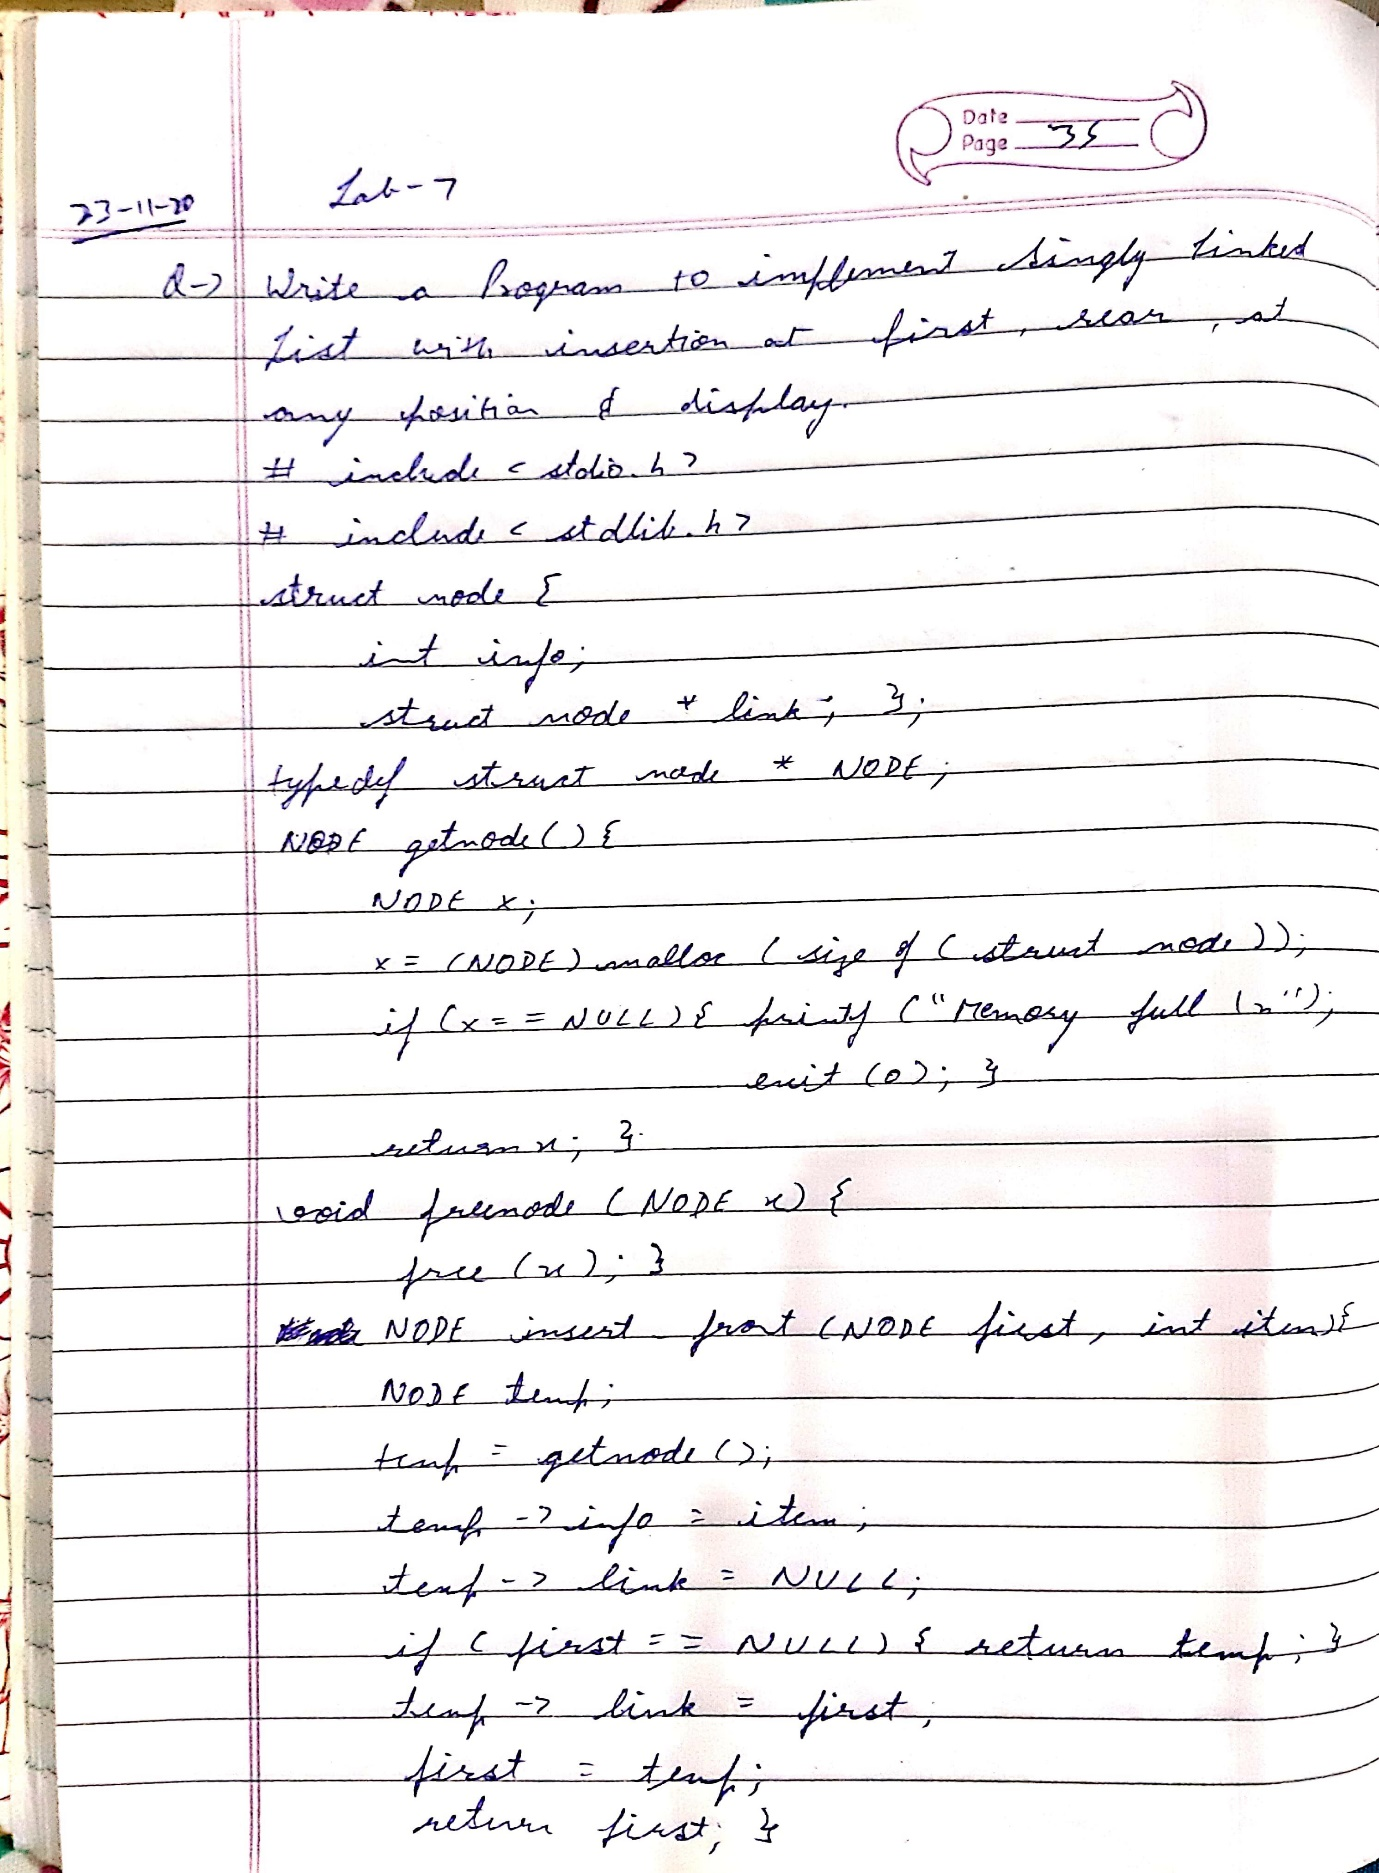 Date
Page 35
23-11-20 Lab-7
Q-> Write a Program to implement Singly Linked
List with insertion at first, rear, at
any position & display.
# include < stdio.h >
# include < stdlib.h >
struct node {
int info;
struct node * link; };
typedef struct node * NODE;
NODE getnode() {
NODE x;
x = (NODE) malloc (size of (struct node));
if (x == NULL) { printf ("Memory full \n");
exit (0); }
return x; }
void freenode (NODE x) {
free (x); }
NODE insert_front (NODE first, int item) {
NODE temp;
temp = getnode ();
temp -> info = item;
temp -> link = NULL;
if (first == NULL) { return temp; }
temp -> link = first;
first = temp;
return first; }